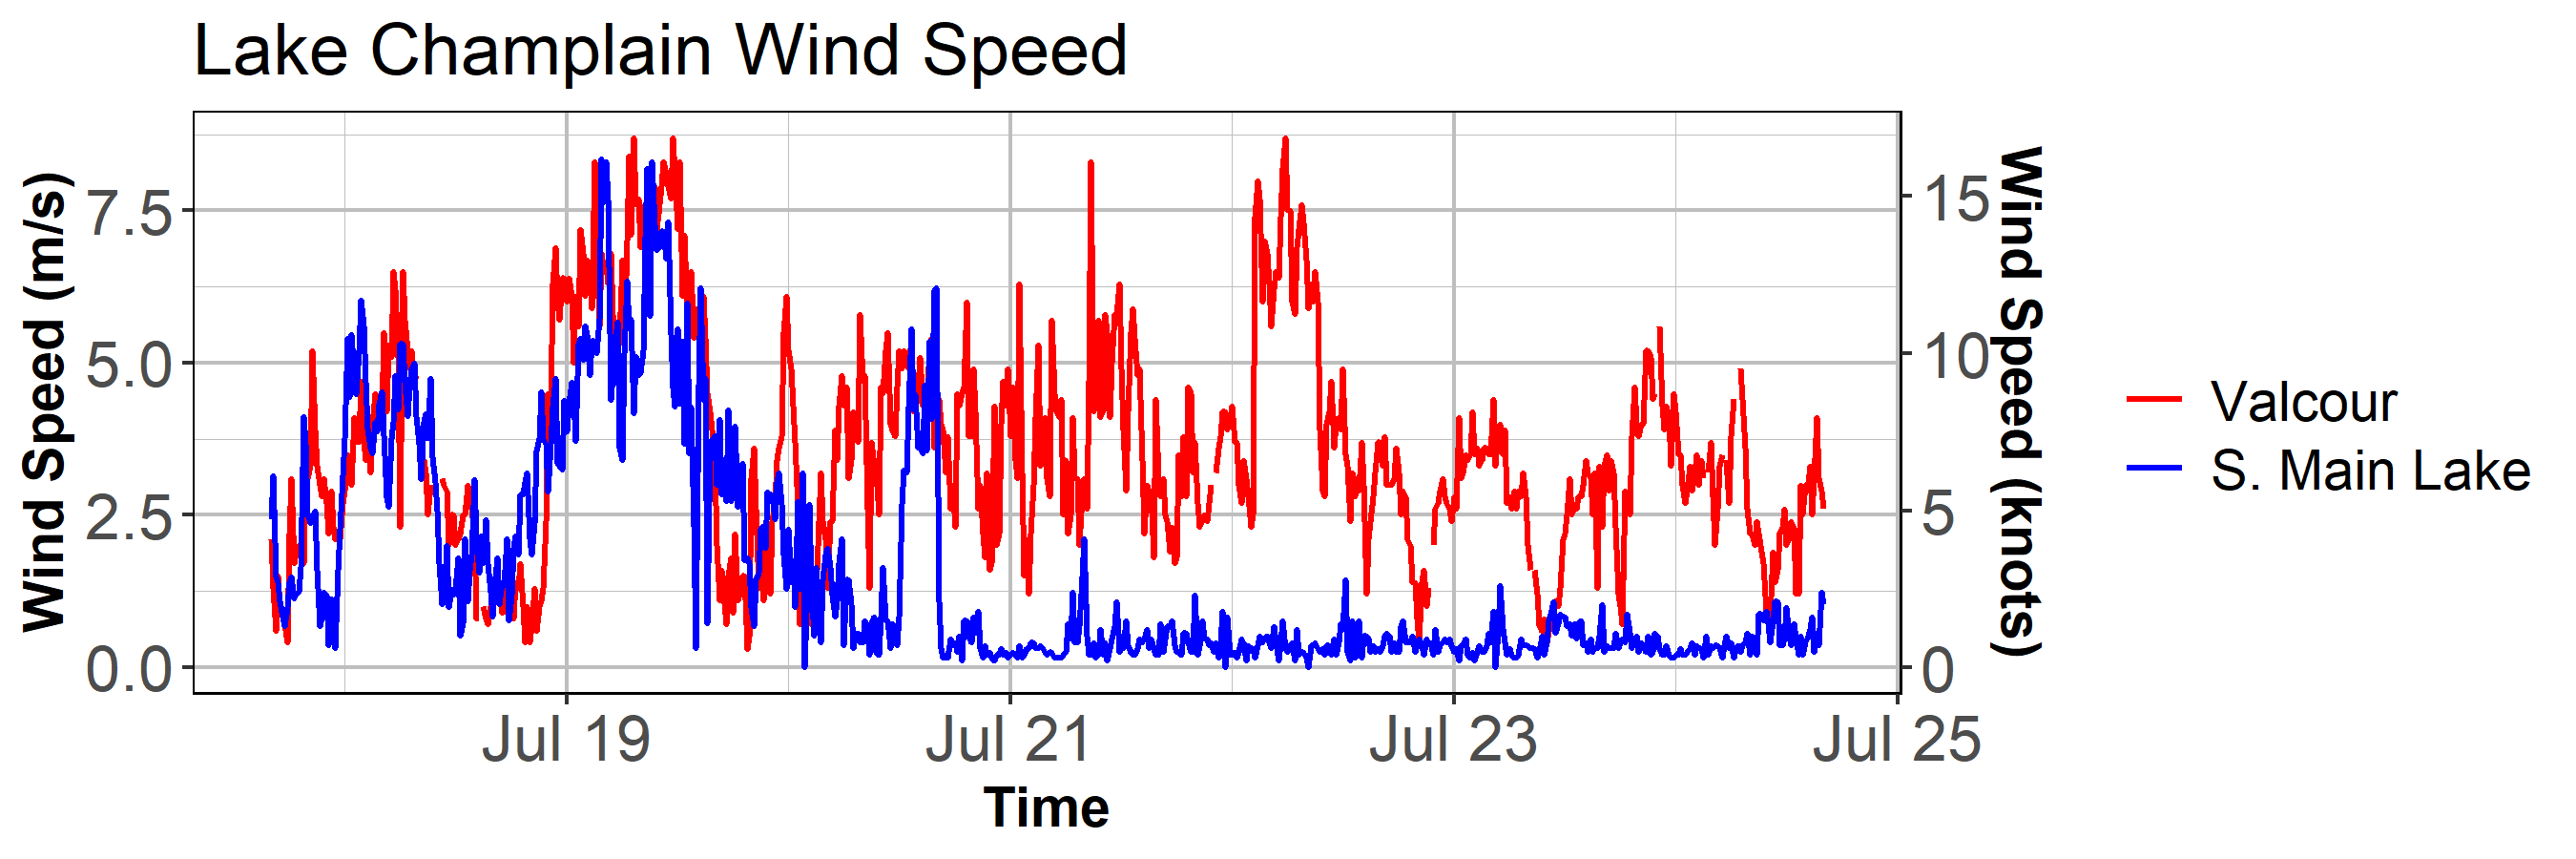 Lake Champlain Wind Speed
Wind Speed (m/s)
7.5
5.0
2.5
0.0
15
10
5
0
Wind Speed (knots)
Jul 19
Jul 21
Jul 23
Jul 25
Time
Valcour
S. Main Lake